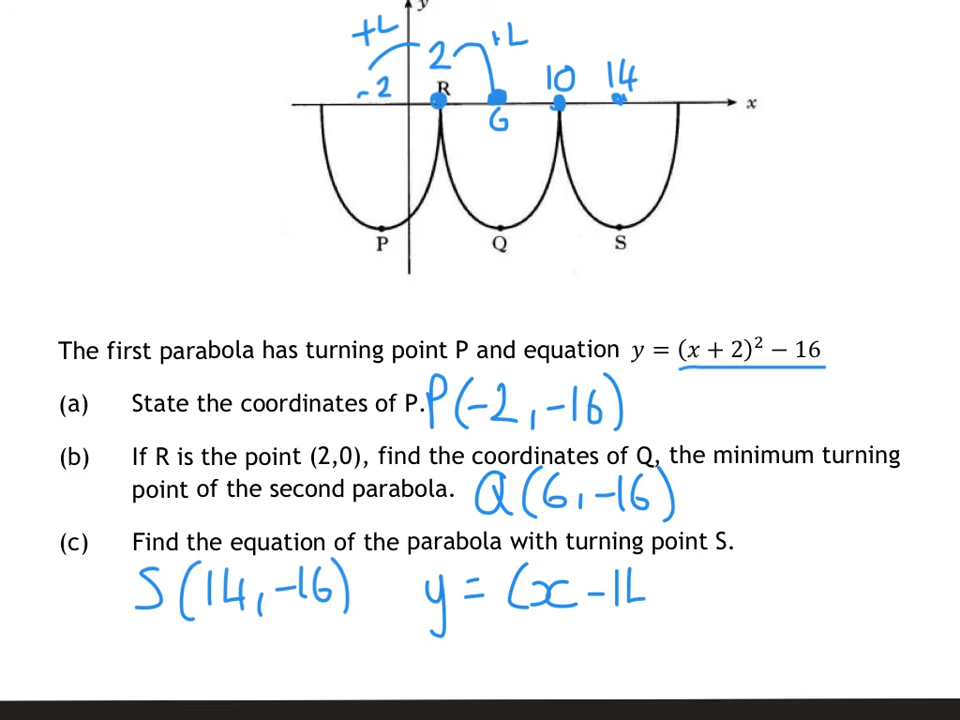 y
+4 2 +4
-2 R 6 10 14 x
P Q S
The first parabola has turning point P and equation y = (x + 2)² − 16
(a) State the coordinates of P. P(-2,-16)
(b) If R is the point (2,0), find the coordinates of Q, the minimum turning
point of the second parabola. Q(6,-16)
(c) Find the equation of the parabola with turning point S.
S(14,-16) y = (x-1